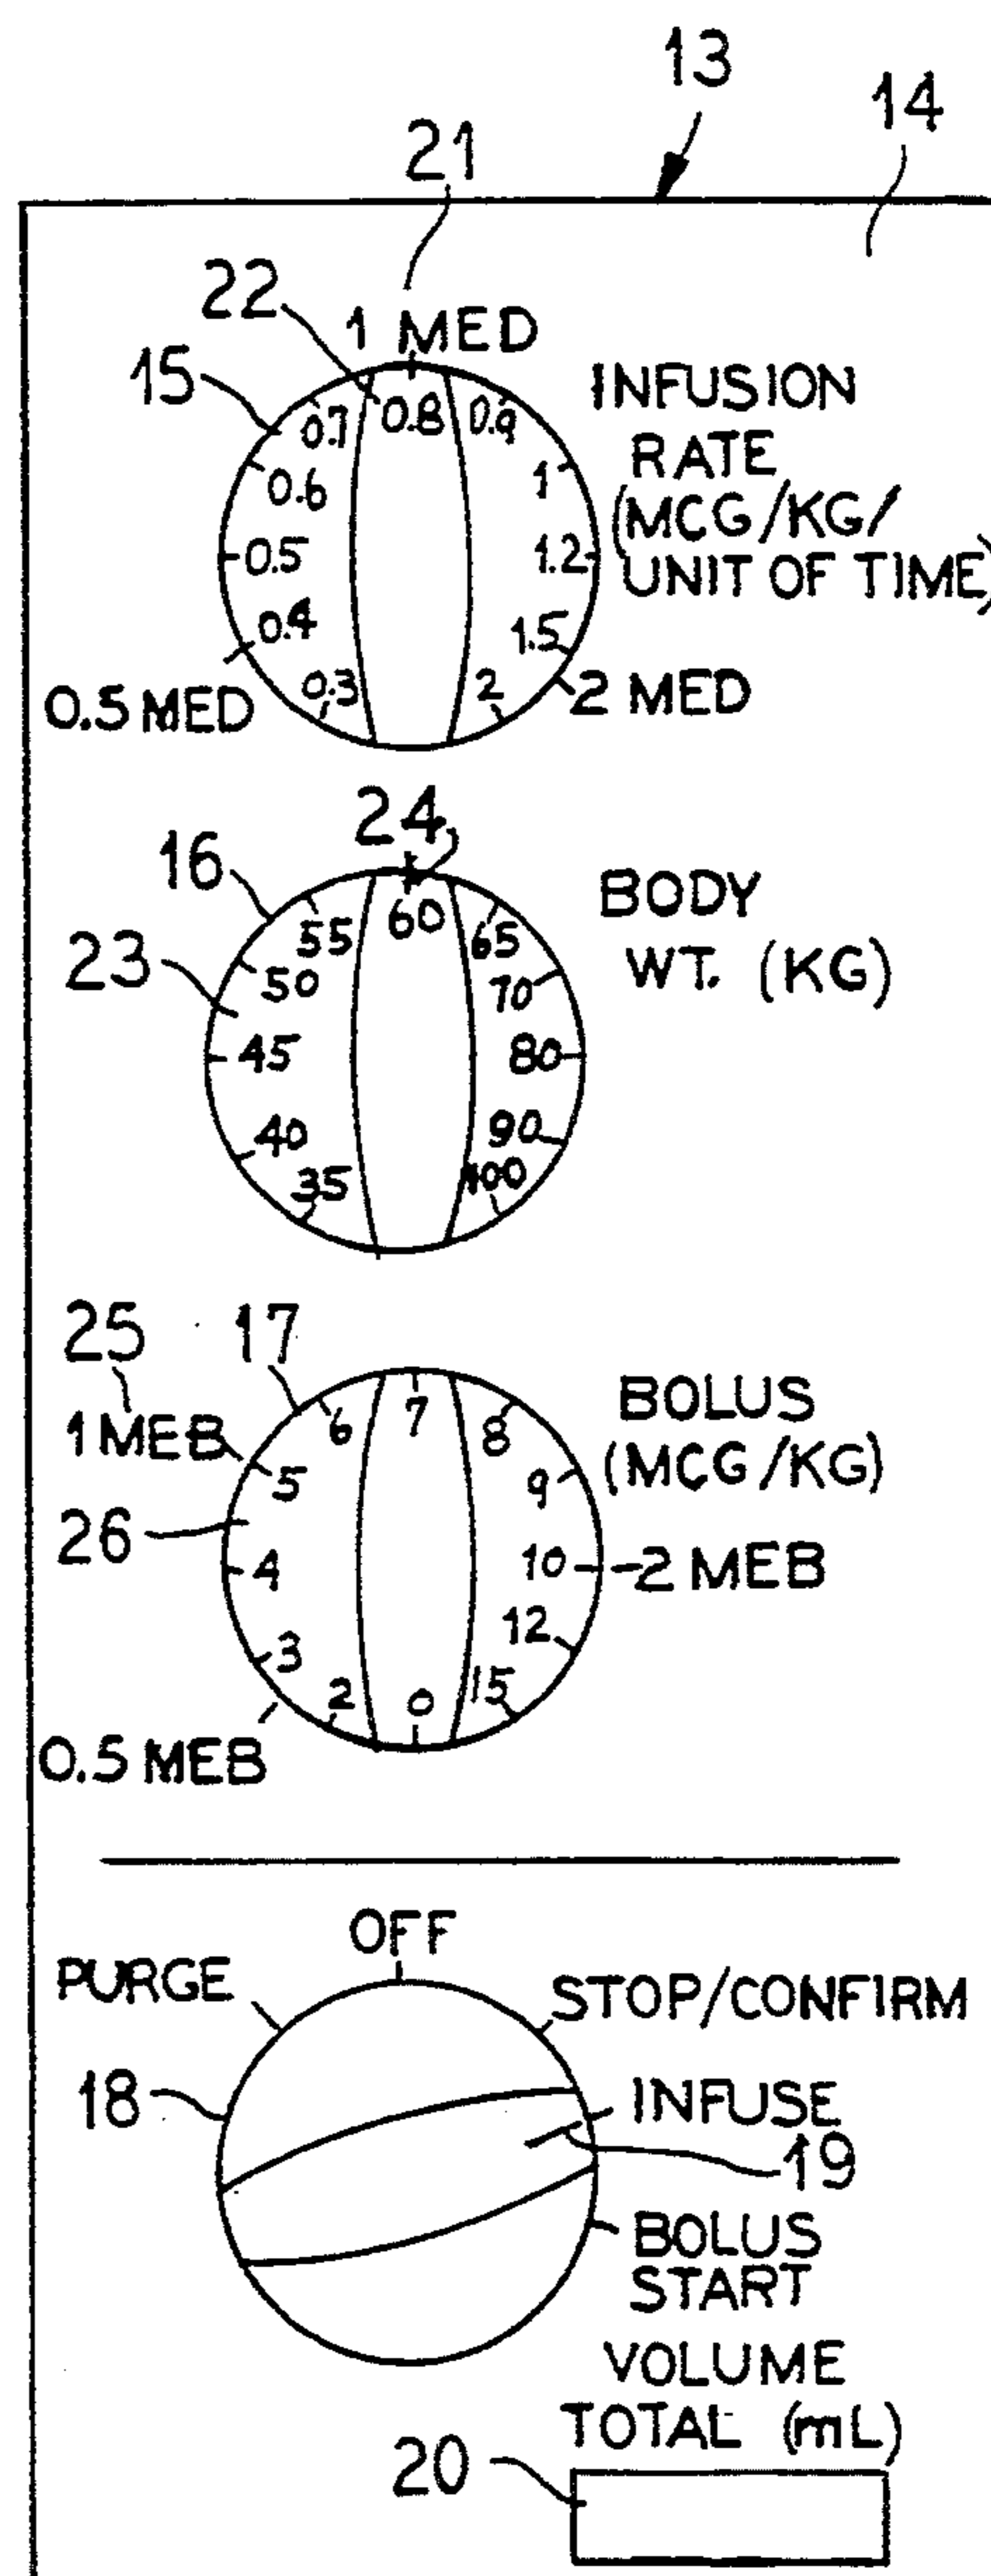 13
14
21
22
1 MED
15
INFUSION
RATE
(MCG/KG/
UNIT OF TIME)
0.7 0.8 0.9
0.6 1
0.5 1.2
0.4 1.5
0.3 2
0.5 MED
2 MED
24
16
BODY
WT. (KG)
23
55 60 65
50 70
45 80
40 90
35 100
25
17
1 MEB
BOLUS
(MCG/KG)
6 7 8
5 9
26
4 10
2 MEB
3 12
2 0 15
0.5 MEB
OFF
PURGE
STOP/CONFIRM
18
INFUSE
19
BOLUS
START
VOLUME
TOTAL (mL)
20